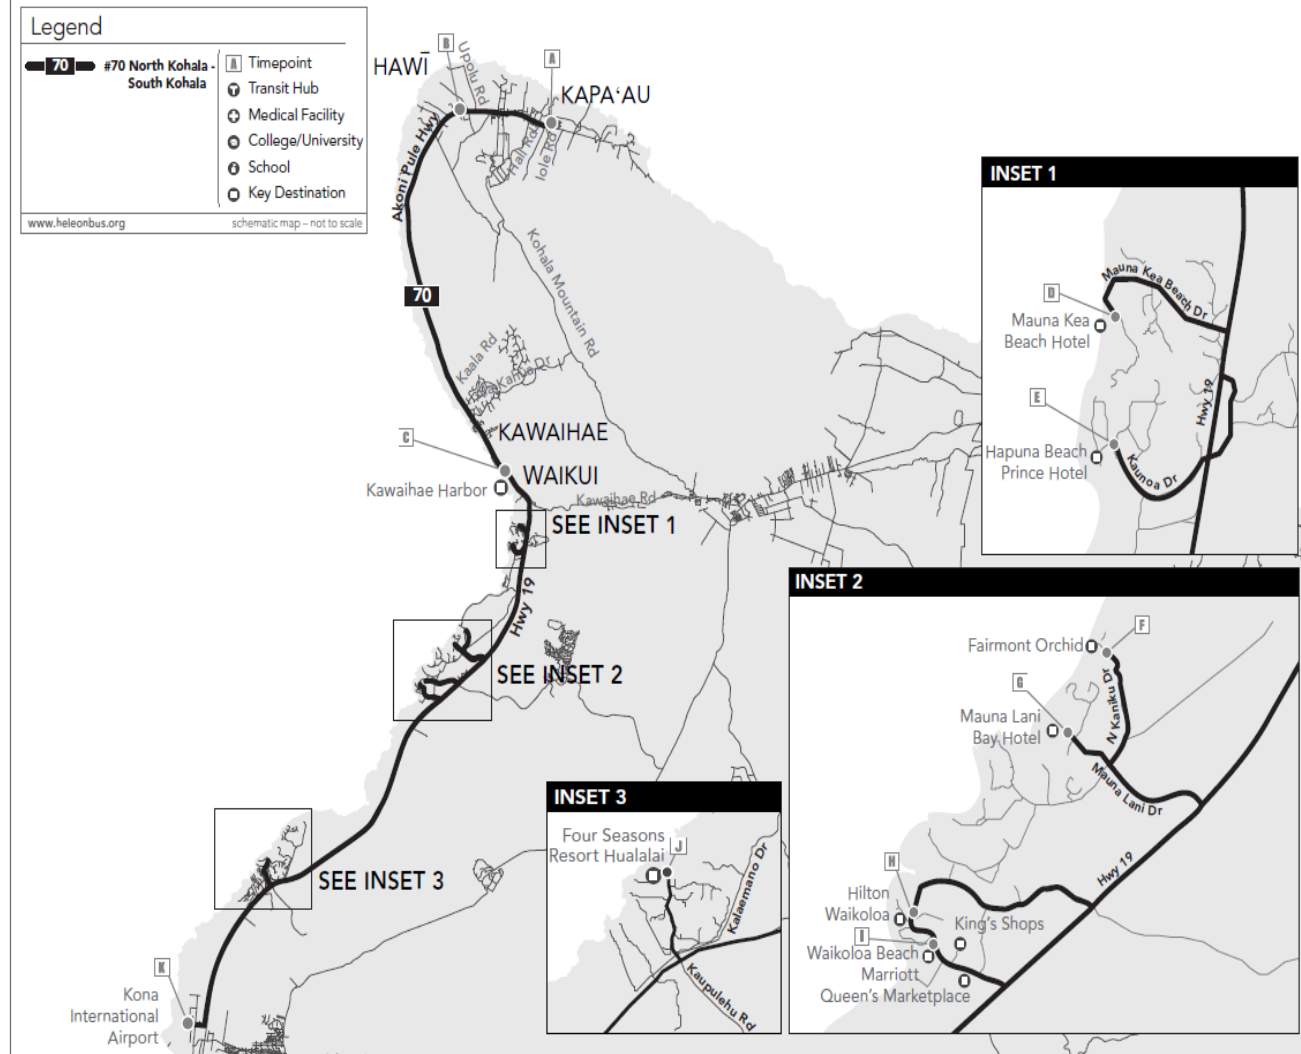 Legend
70
#70 North Kohala -
South Kohala
A Timepoint
Transit Hub
Medical Facility
College/University
School
Key Destination
www.heleonbus.org
schematic map – not to scale
B
A
HAWĪ
Upolu Rd
KAPAʻAU
Akoni Pule Hwy
Hall Rd
Iole Rd
70
Kohala Mountain Rd
Kaala Rd
C
KAWAIHAE
WAIKUI
Kawaihae Harbor
Kawaihae Rd
SEE INSET 1
Hwy 19
SEE INSET 2
SEE INSET 3
K
Kona
International
Airport
INSET 1
Mauna Kea Beach Dr
D
Mauna Kea
Beach Hotel
Hwy 19
E
Hapuna Beach
Prince Hotel
Kaunoa Dr
INSET 2
F
Fairmont Orchid
G
N Kaniku Dr
Mauna Lani
Bay Hotel
Mauna Lani Dr
Hwy 19
H
Hilton
Waikoloa
King's Shops
I
Waikoloa Beach
Marriott
Queen's Marketplace
INSET 3
Four Seasons
Resort Hualalai
J
Kalaemano Dr
Kaupulehu Rd